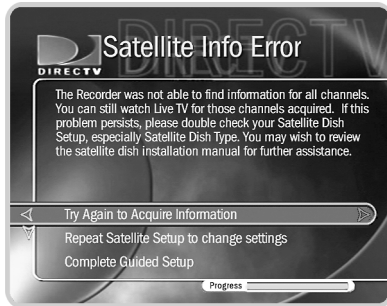 DIRECTV
Satellite Info Error
DIRECTV
The Recorder was not able to find information for all channels.
You can still watch Live TV for those channels acquired. If this
problem persists, please double check your Satellite Dish
Setup, especially Satellite Dish Type. You may wish to review
the satellite dish installation manual for further assistance.
Try Again to Acquire Information
Repeat Satellite Setup to change settings
Complete Guided Setup
Progress